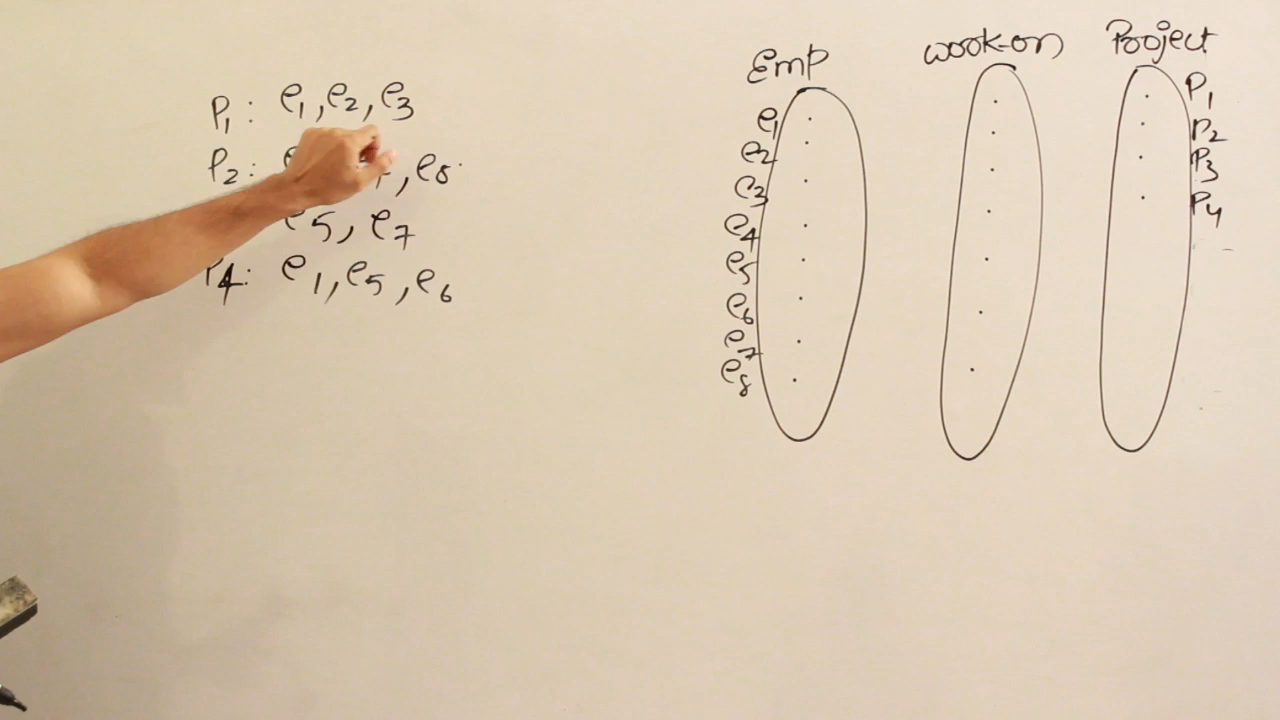 P1 : e1, e2, e3
P2 : , e8
e5, e7
P4 : e1, e5, e6
Emp
e1
e2
e3
e4
e5
e6
e7
e8
work-on
Project
P1
P2
P3
P4